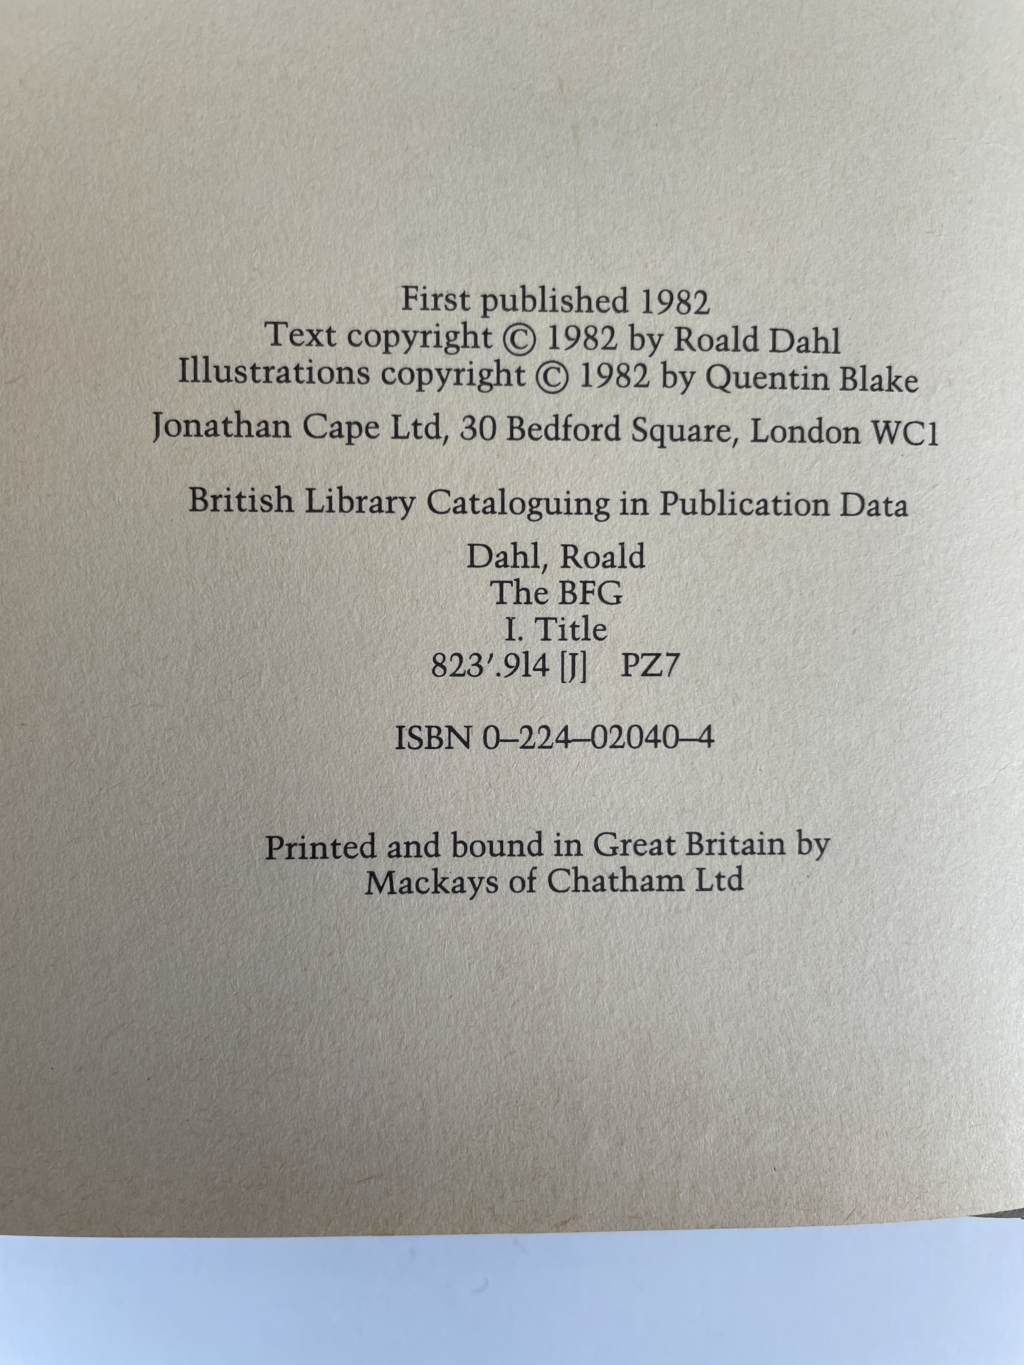 First published 1982
Text copyright © 1982 by Roald Dahl
Illustrations copyright © 1982 by Quentin Blake
Jonathan Cape Ltd, 30 Bedford Square, London WC1
British Library Cataloguing in Publication Data
Dahl, Roald
The BFG
I. Title
823′.914 [J] PZ7
ISBN 0–224–02040–4
Printed and bound in Great Britain by
Mackays of Chatham Ltd